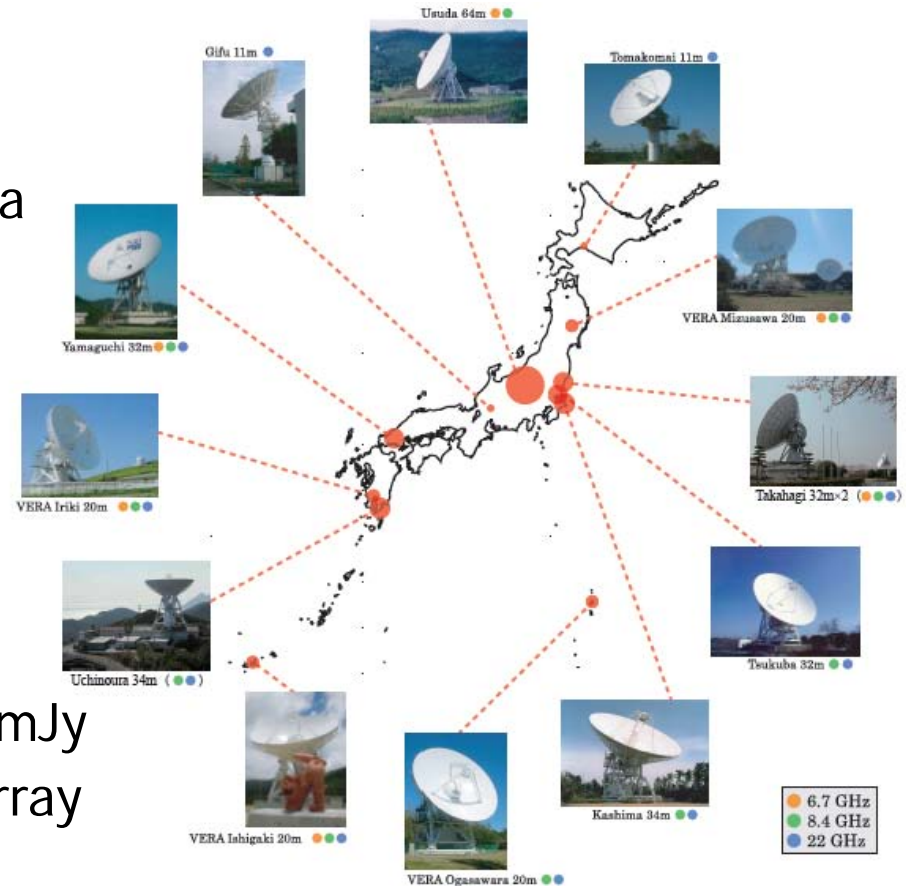 Usuda 64m
Gifu 11m
Tomakomai 11m
a
VERA Mizusawa 20m
Yamaguchi 32m
Takahagi 32m×2 ( )
VERA Iriki 20m
Tsukuba 32m
Uchinoura 34m ( )
mJy
rray
Kashima 34m
6.7 GHz
8.4 GHz
22 GHz
VERA Ishigaki 20m
VERA Ogasawara 20m